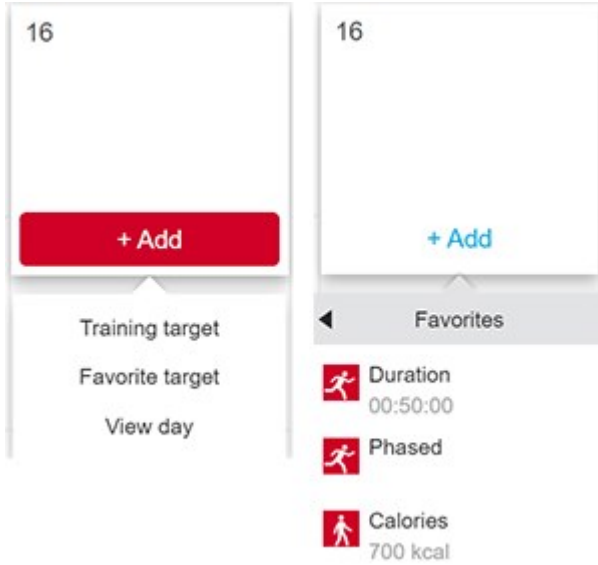 16
+ Add
Training target
Favorite target
View day
16
+ Add
Favorites
Duration
00:50:00
Phased
Calories
700 kcal